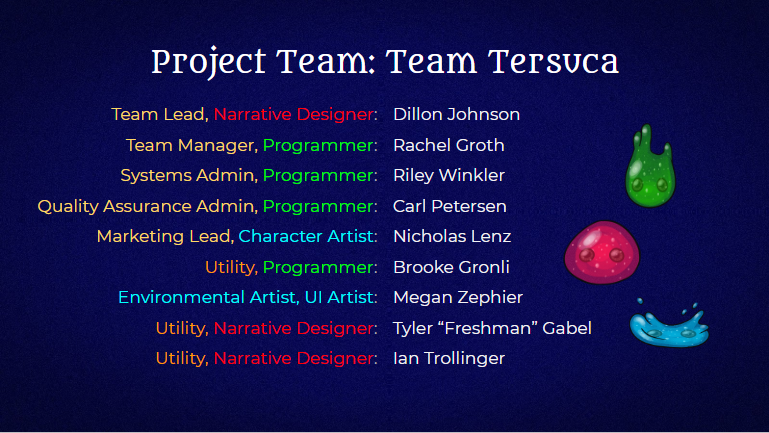 Project Team: Team Tersuca
Team Lead, Narrative Designer: Dillon Johnson
Team Manager, Programmer: Rachel Groth
Systems Admin, Programmer: Riley Winkler
Quality Assurance Admin, Programmer: Carl Petersen
Marketing Lead, Character Artist: Nicholas Lenz
Utility, Programmer: Brooke Gronli
Environmental Artist, UI Artist: Megan Zephier
Utility, Narrative Designer: Tyler “Freshman” Gabel
Utility, Narrative Designer: Ian Trollinger